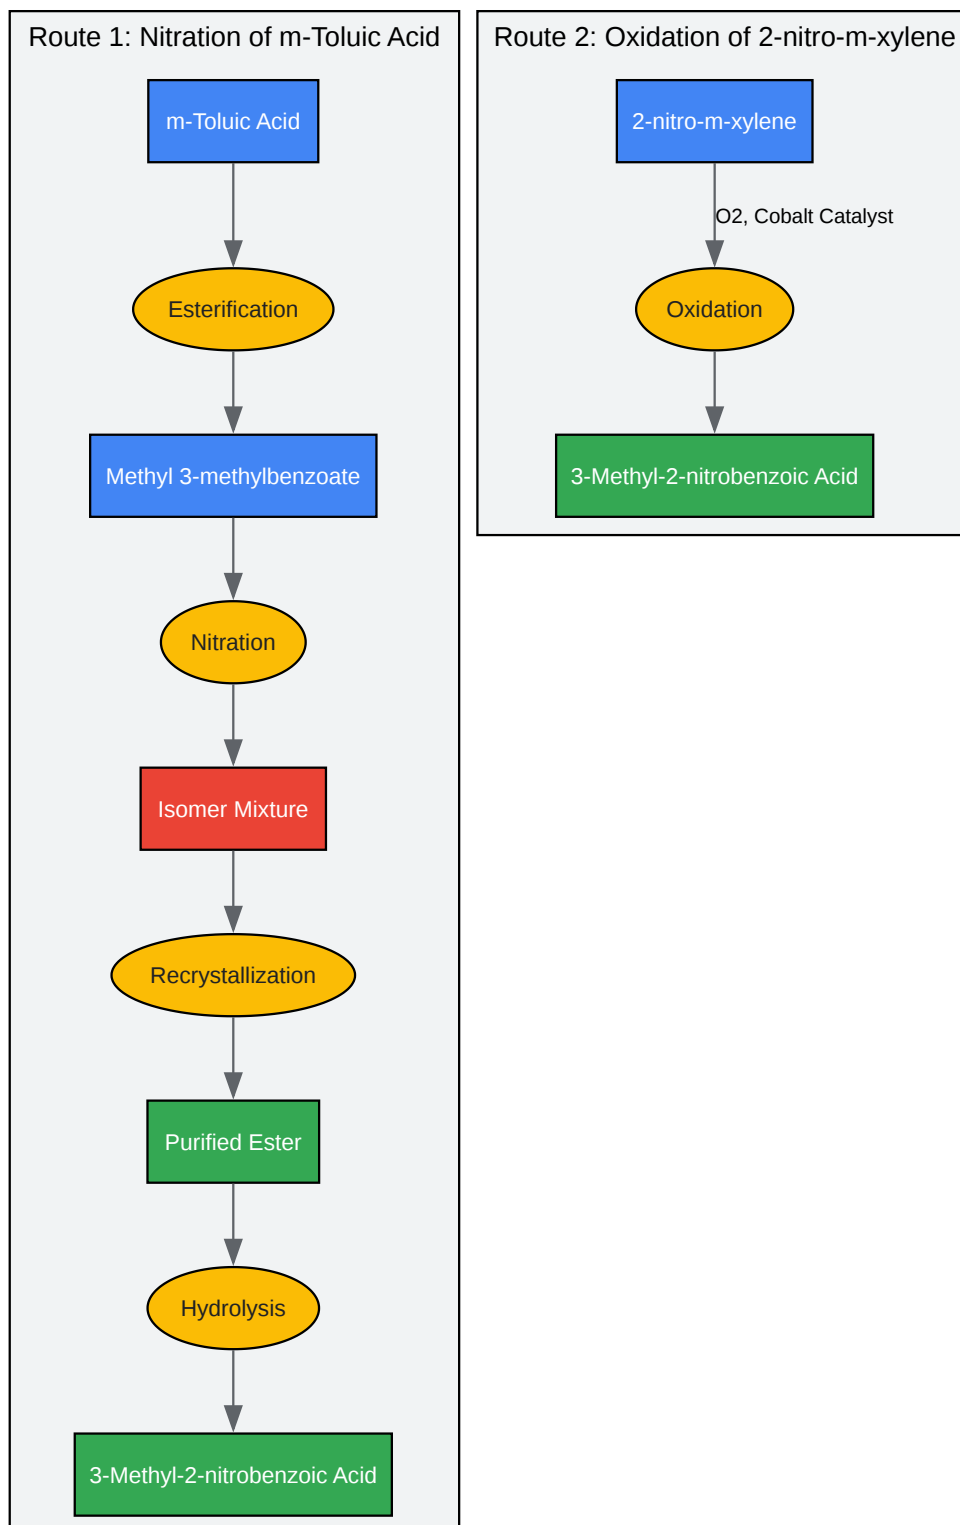 Route 1: Nitration of m-Toluic Acid
m-Toluic Acid
Esterification
Methyl 3-methylbenzoate
Nitration
Isomer Mixture
Recrystallization
Purified Ester
Hydrolysis
3-Methyl-2-nitrobenzoic Acid
Route 2: Oxidation of 2-nitro-m-xylene
2-nitro-m-xylene
O2, Cobalt Catalyst
Oxidation
3-Methyl-2-nitrobenzoic Acid